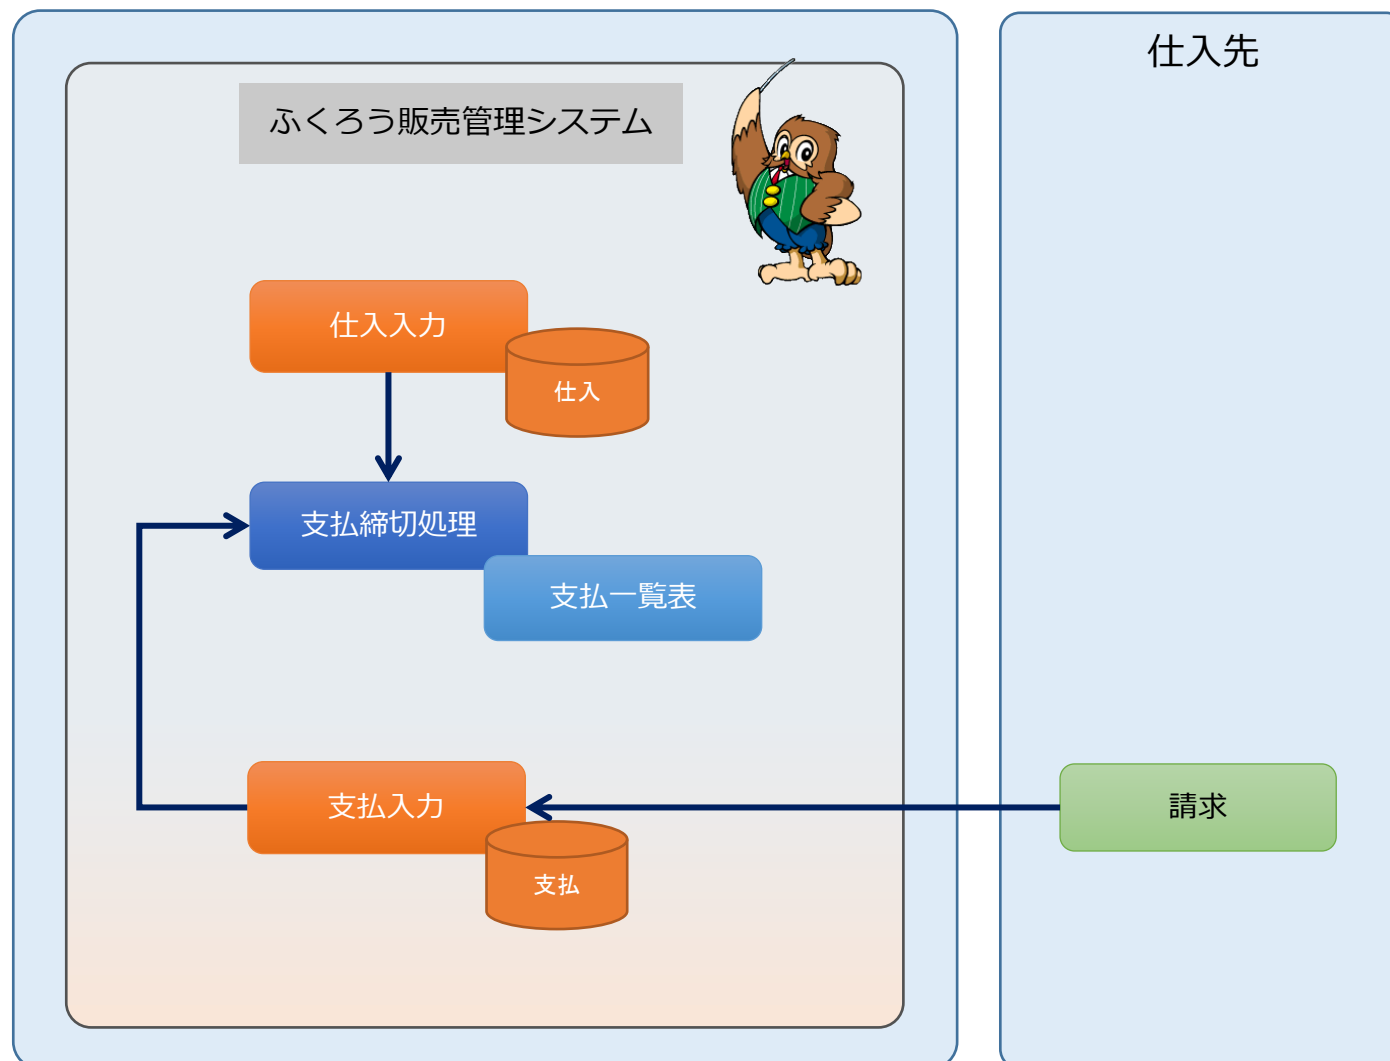 仕入先
ふくろう販売管理システム
仕入入力
仕入
支払締切処理
支払一覧表
支払入力
請求
支払